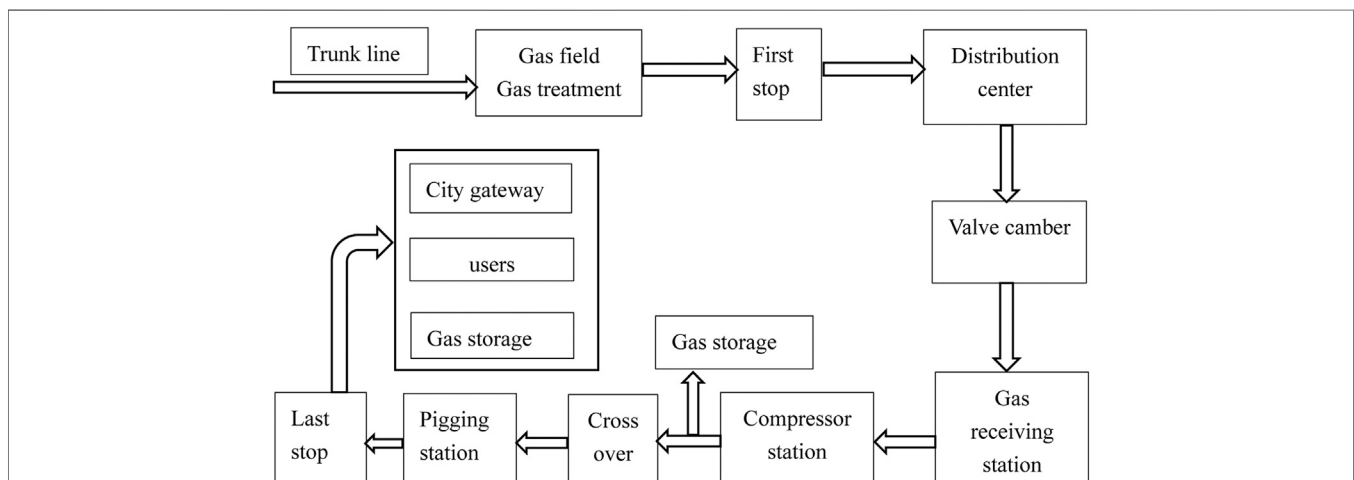 Trunk line
Gas field
Gas treatment
First
stop
Distribution
center
Valve camber
Gas
receiving
station
Compressor
station
Gas storage
Cross
over
Pigging
station
Last
stop
City gateway
users
Gas storage